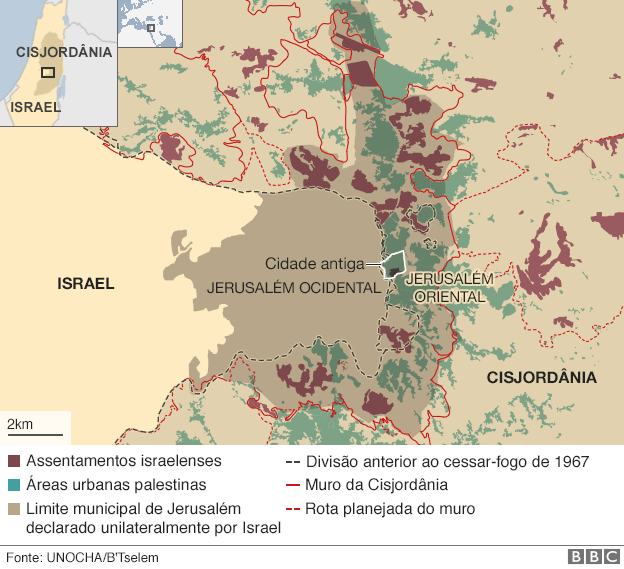 CISJORDÂNIA
ISRAEL
Cidade antiga
ISRAEL
JERUSALÉM OCIDENTAL
JERUSALÉM
ORIENTAL
CISJORDÂNIA
2km
Assentamentos israelenses
Áreas urbanas palestinas
Limite municipal de Jerusalém
declarado unilateralmente por Israel
Divisão anterior ao cessar-fogo de 1967
Muro da Cisjordânia
Rota planejada do muro
Fonte: UNOCHA/B'Tselem
BBC